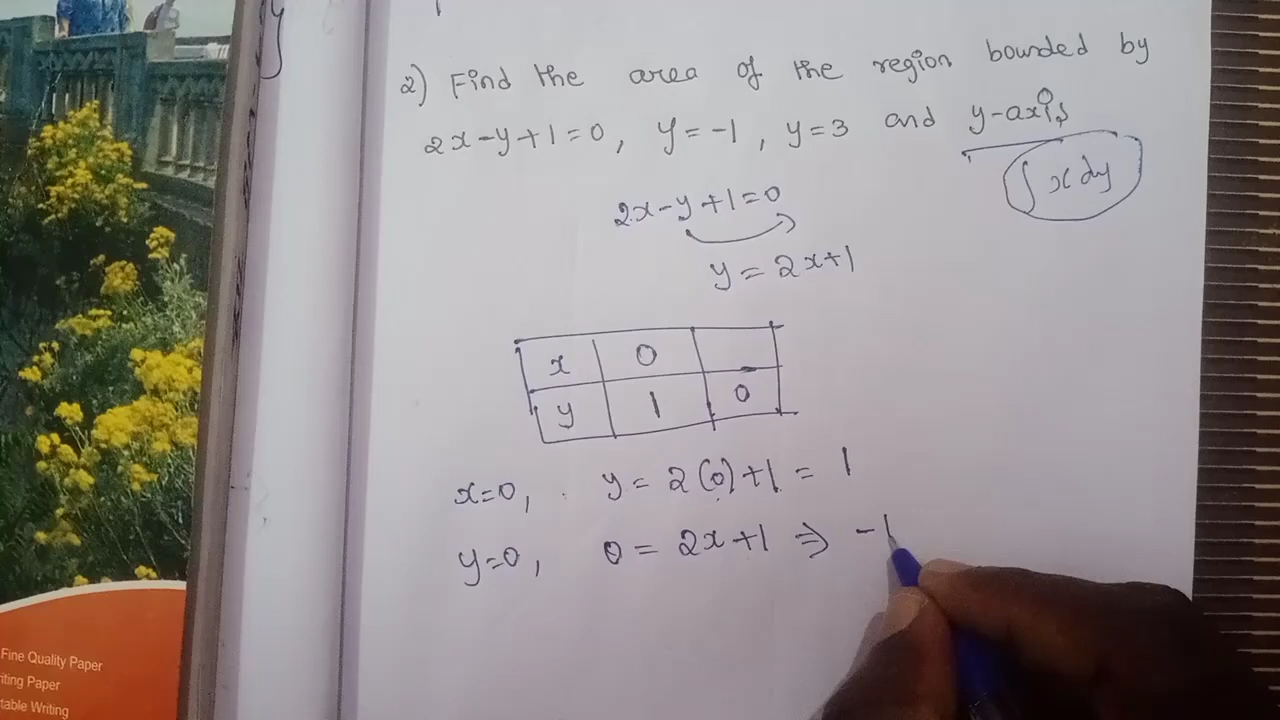 2) Find the area of the region bounded by
2x-y+1=0, y=-1, y=3 and y-axis
∫ x dy
2x-y+1=0
y = 2x+1
x 0
y 1 0
x=0, y = 2(0)+1 = 1
y=0, 0 = 2x+1 ⇒ -1
Fine Quality Paper
iting Paper
table Writing